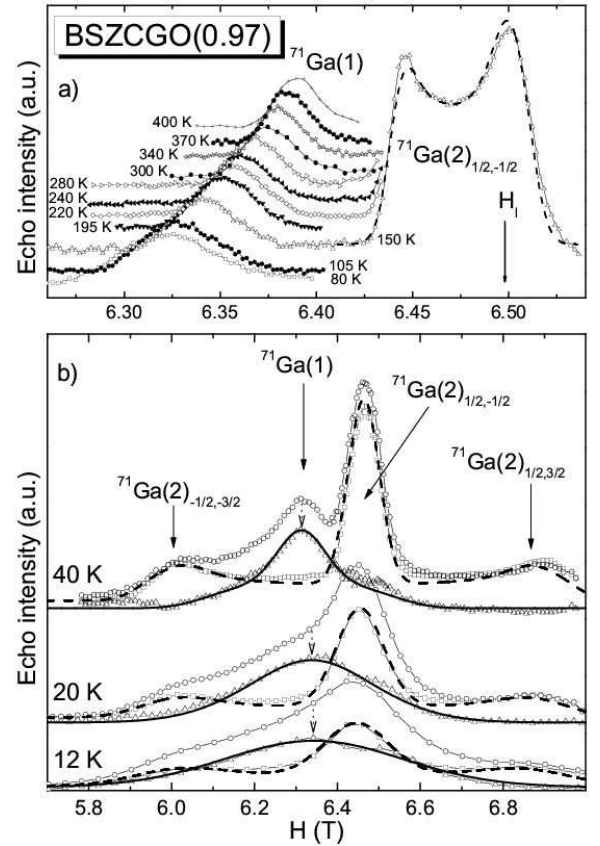 BSZCGO(0.97)
a)
⁷¹Ga(1)
400 K
370 K
340 K
300 K
280 K
240 K
220 K
195 K
150 K
105 K
80 K
⁷¹Ga(2)₁/₂,₋₁/₂
Hₗ
Echo intensity (a.u.)
6.30 6.35 6.40 6.45 6.50
b)
⁷¹Ga(1)
⁷¹Ga(2)₁/₂,₋₁/₂
⁷¹Ga(2)₋₁/₂,₋₃/₂
⁷¹Ga(2)₁/₂,₃/₂
40 K
20 K
12 K
Echo intensity (a.u.)
5.8 6.0 6.2 6.4 6.6 6.8
H (T)